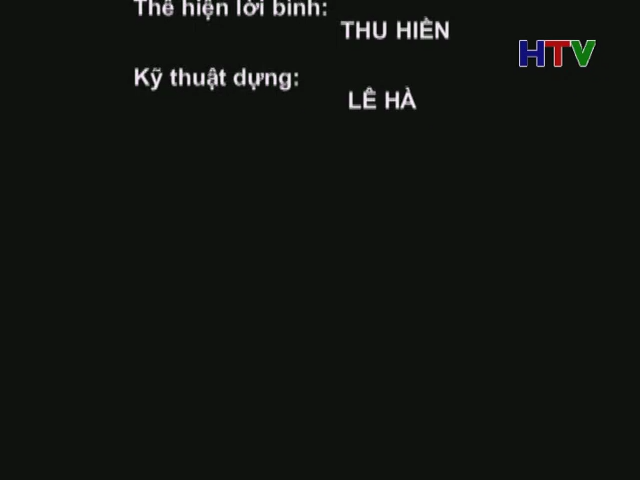 Thể hiện lời bình:
THU HIỀN
HTV
Kỹ thuật dựng:
LÊ HÀ